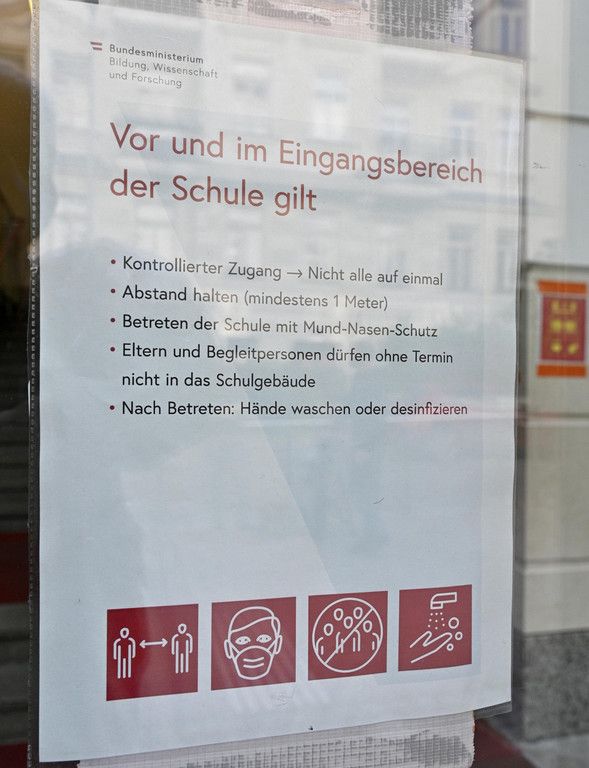 Bundesministerium
Bildung, Wissenschaft
und Forschung
Vor und im Eingangsbereich
der Schule gilt
• Kontrollierter Zugang → Nicht alle auf einmal
• Abstand halten (mindestens 1 Meter)
• Betreten der Schule mit Mund-Nasen-Schutz
• Eltern und Begleitpersonen dürfen ohne Termin
nicht in das Schulgebäude
• Nach Betreten: Hände waschen oder desinfizieren